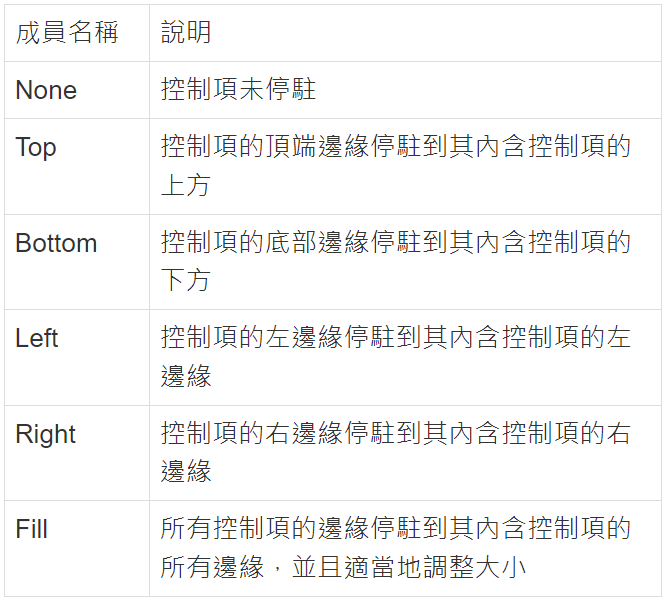 成員名稱 說明
None 控制項未停駐
Top 控制項的頂端邊緣停駐到其內含控制項的
上方
Bottom 控制項的底部邊緣停駐到其內含控制項的
下方
Left 控制項的左邊緣停駐到其內含控制項的左
邊緣
Right 控制項的右邊緣停駐到其內含控制項的右
邊緣
Fill 所有控制項的邊緣停駐到其內含控制項的
所有邊緣，並且適當地調整大小